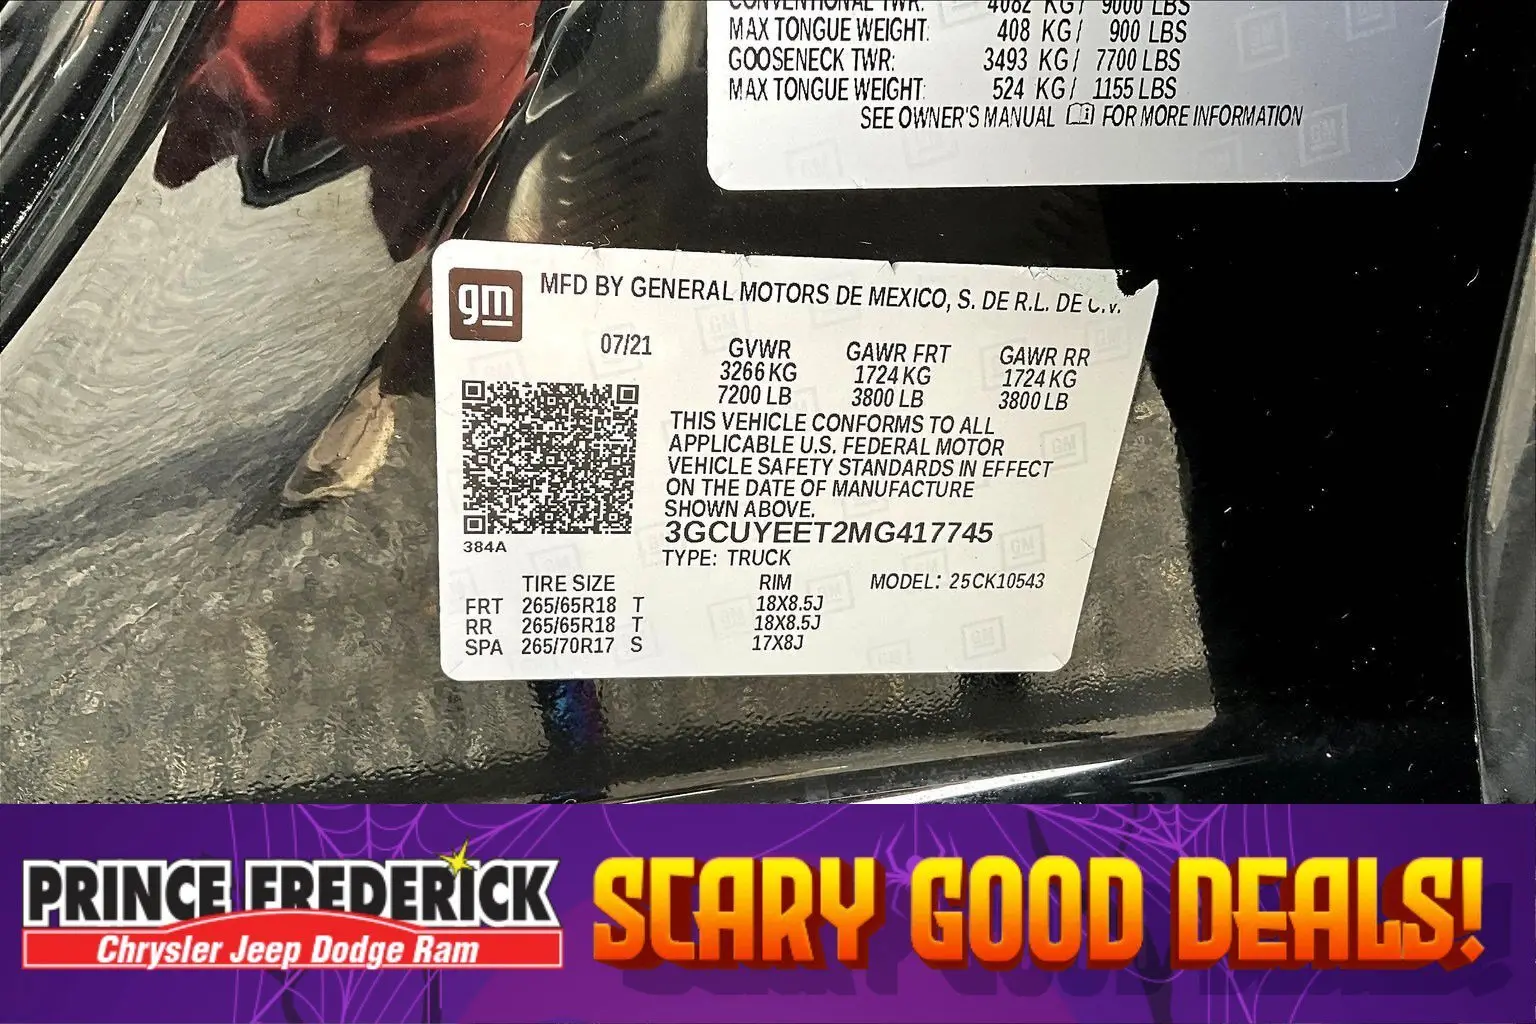 CONVENTIONAL TWR: 4082 KG/ 9000 LBS
MAX TONGUE WEIGHT: 408 KG/ 900 LBS
GOOSENECK TWR: 3493 KG/ 7700 LBS
MAX TONGUE WEIGHT: 524 KG/ 1155 LBS
SEE OWNER'S MANUAL FOR MORE INFORMATION
gm
MFD BY GENERAL MOTORS DE MEXICO, S. DE R.L. DE C.V.
07/21
GVWR GAWR FRT GAWR RR
3266 KG 1724 KG 1724 KG
7200 LB 3800 LB 3800 LB
THIS VEHICLE CONFORMS TO ALL
APPLICABLE U.S. FEDERAL MOTOR
VEHICLE SAFETY STANDARDS IN EFFECT
ON THE DATE OF MANUFACTURE
SHOWN ABOVE.
3GCUYEET2MG417745
384A
TYPE: TRUCK
TIRE SIZE RIM MODEL: 25CK10543
FRT 265/65R18 T 18X8.5J
RR 265/65R18 T 18X8.5J
SPA 265/70R17 S 17X8J
PRINCE FREDERICK
Chrysler Jeep Dodge Ram
SCARY GOOD DEALS!